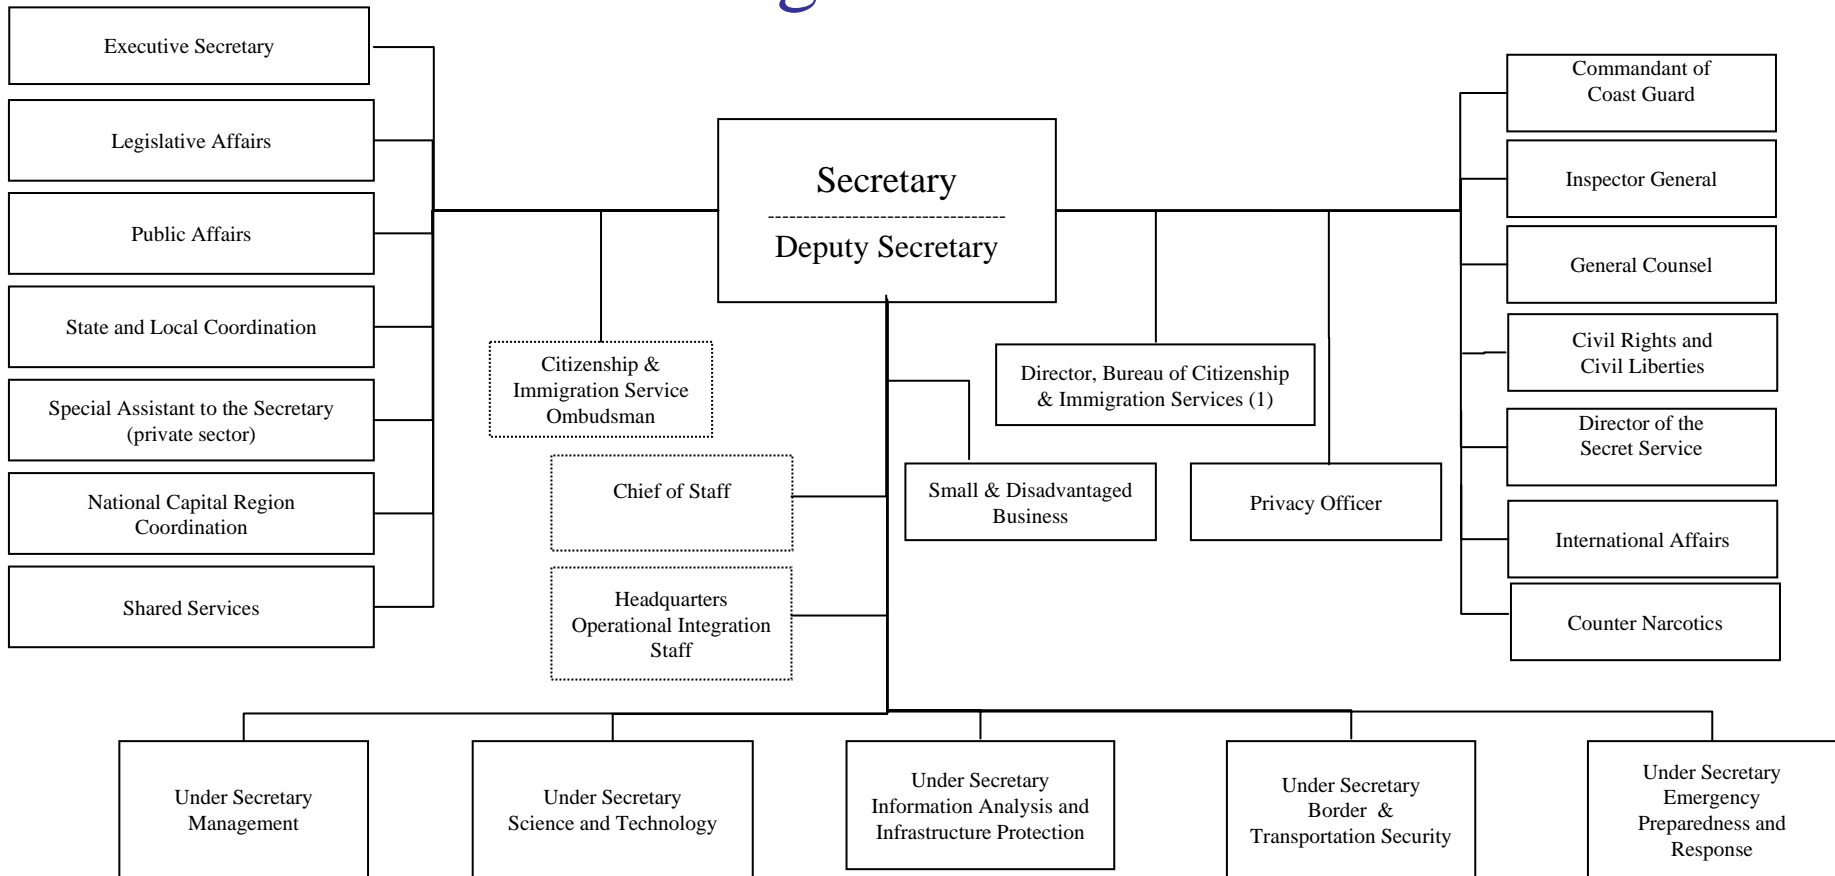 Executive Secretary
Legislative Affairs
Public Affairs
State and Local Coordination
Special Assistant to the Secretary
(private sector)
National Capital Region
Coordination
Shared Services
Secretary
----------------------------------
Deputy Secretary
Citizenship &
Immigration Service
Ombudsman
Chief of Staff
Headquarters
Operational Integration
Staff
Director, Bureau of Citizenship
& Immigration Services (1)
Small & Disadvantaged
Business
Privacy Officer
Commandant of
Coast Guard
Inspector General
General Counsel
Civil Rights and
Civil Liberties
Director of the
Secret Service
International Affairs
Counter Narcotics
Under Secretary
Management
Under Secretary
Science and Technology
Under Secretary
Information Analysis and
Infrastructure Protection
Under Secretary
Border &
Transportation Security
Under Secretary
Emergency
Preparedness and
Response